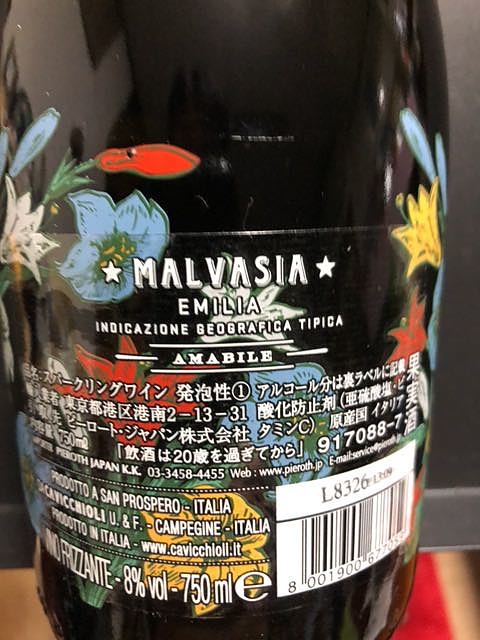 ★ MALVASIA ★
EMILIA
INDICAZIONE GEOGRAFICA TIPICA
AMABILE
スパークリングワイン 発泡性① アルコール分は裏ラベルに記載
東京都港区港南2-13-31 酸化防止剤(亜硫酸塩・ビ
ピーロート・ジャパン株式会社 タミンC)・原産国 イタリア
750ml 「飲酒は20歳を過ぎてから」 917088-7
果実酒
PIEROTH JAPAN K.K. 03-3458-4455 Web : www.pieroth.jp E-mail:service@pieroth
PRODOTTO A SAN PROSPERO - ITALIA
CAVICCHIOLI U. & F. - CAMPEGINE - ITALIA
PRODOTTO IN ITALIA - www.cavicchioli.it
VINO FRIZZANTE - 8% vol - 750 ml e
L8326 13:09
8 001900